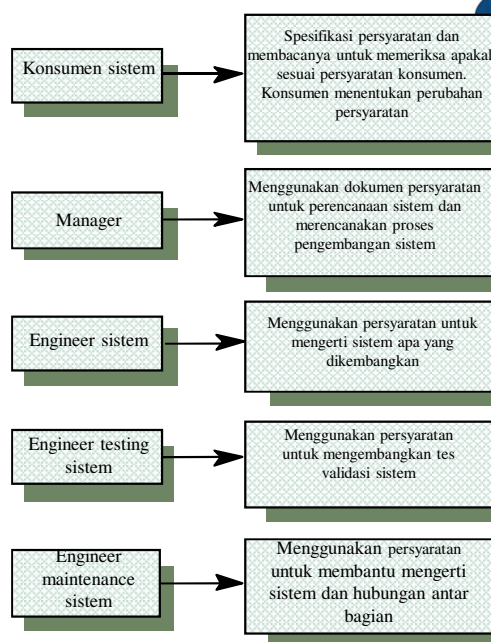 Konsumen sistem
Spesifikasi persyaratan dan
membacanya untuk memeriksa apakah
sesuai persyaratan konsumen.
Konsumen menentukan perubahan
persyaratan
Manager
Menggunakan dokumen persyaratan
untuk perencanaan sistem dan
merencanakan proses
pengembangan sistem
Engineer sistem
Menggunakan persyaratan untuk
mengerti sistem apa yang
dikembangkan
Engineer testing
sistem
Menggunakan persyaratan
untuk mengembangkan tes
validasi sistem
Engineer
maintenance
sistem
Menggunakan persyaratan
untuk membantu mengerti
sistem dan hubungan antar
bagian